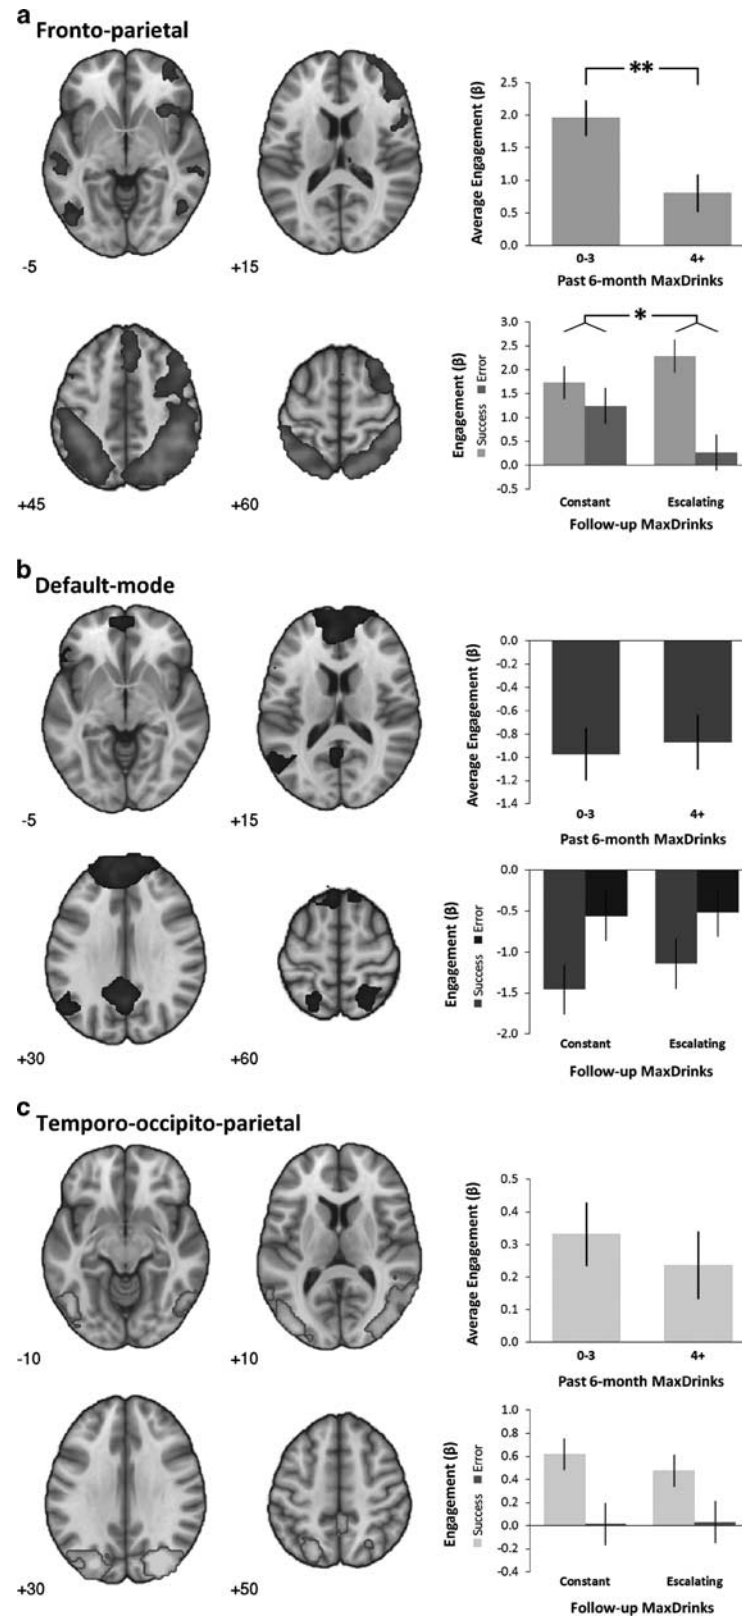 a
Fronto-parietal
-5
+15
+45
+60
**
Average Engagement (β)
2.5
2.0
1.5
1.0
0.5
0.0
0-3
4+
Past 6-month MaxDrinks
*
Engagement (β)
Success
Error
3.0
2.5
2.0
1.5
1.0
0.5
0.0
-0.5
Constant
Escalating
Follow-up MaxDrinks
b
Default-mode
-5
+15
+30
+60
Average Engagement (β)
0.0
-0.2
-0.4
-0.6
-0.8
-1.0
-1.2
-1.4
0-3
4+
Past 6-month MaxDrinks
Engagement (β)
Success
Error
0.0
-0.5
-1.0
-1.5
-2.0
Constant
Escalating
Follow-up MaxDrinks
c
Temporo-occipito-parietal
-10
+10
+30
+50
Average Engagement (β)
0.5
0.4
0.3
0.2
0.1
0.0
0-3
4+
Past 6-month MaxDrinks
Engagement (β)
Success
Error
1.0
0.8
0.6
0.4
0.2
0.0
-0.2
-0.4
Constant
Escalating
Follow-up MaxDrinks